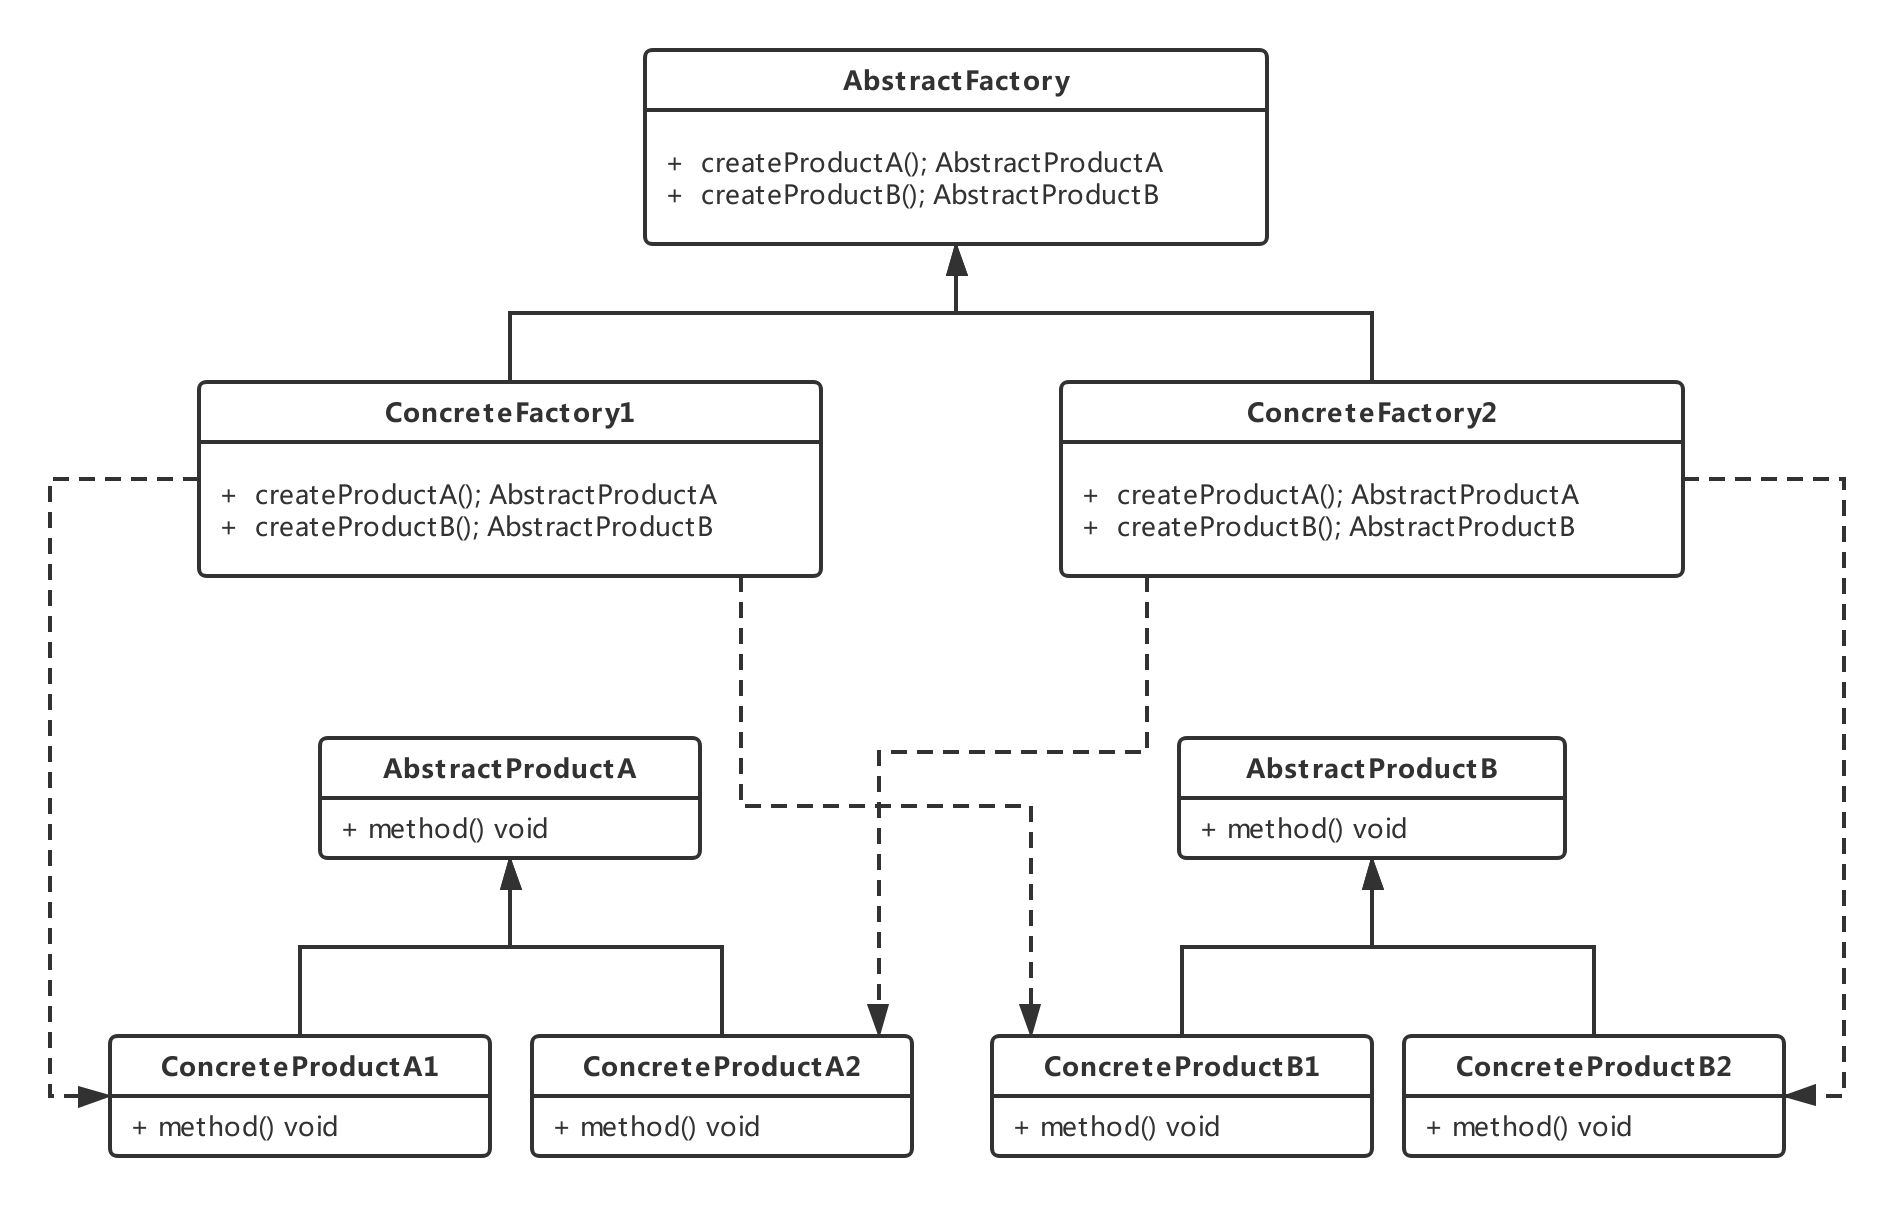 AbstractFactory
+ createProductA(); AbstractProductA
+ createProductB(); AbstractProductB
ConcreteFactory1
+ createProductA(); AbstractProductA
+ createProductB(); AbstractProductB
ConcreteFactory2
+ createProductA(); AbstractProductA
+ createProductB(); AbstractProductB
AbstractProductA
+ method() void
AbstractProductB
+ method() void
ConcreteProductA1
+ method() void
ConcreteProductA2
+ method() void
ConcreteProductB1
+ method() void
ConcreteProductB2
+ method() void